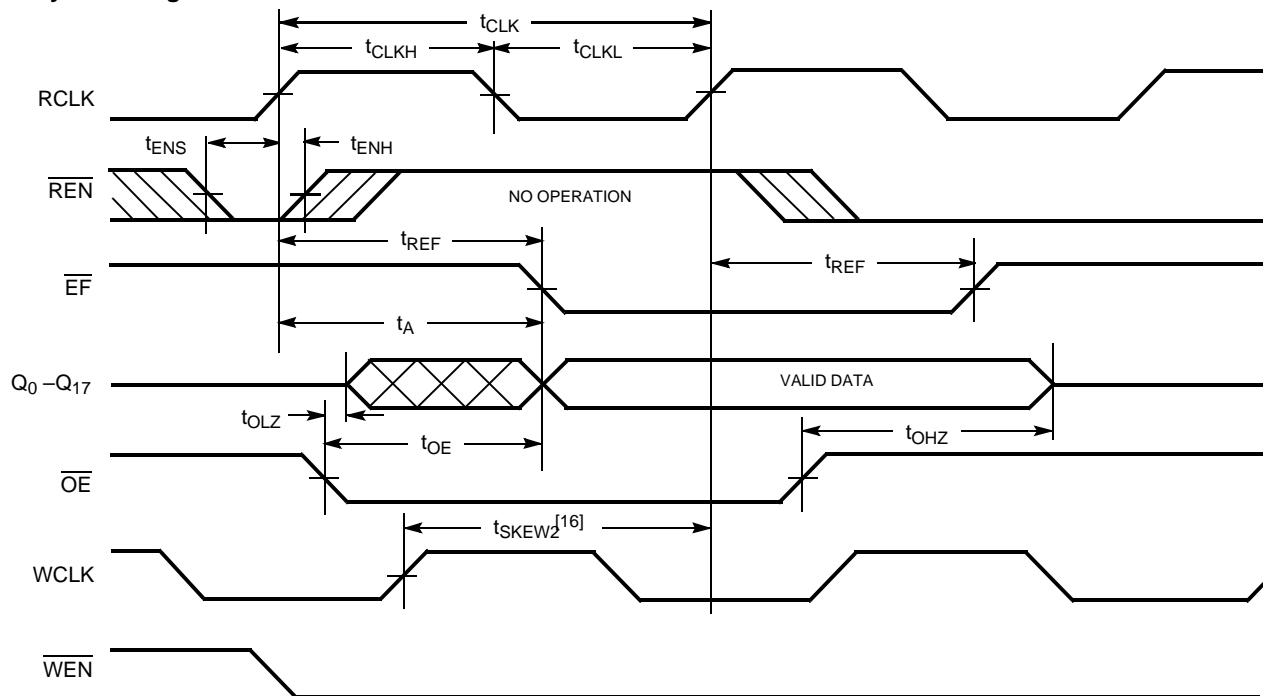 tCLK
tCLKH
tCLKL
RCLK
tENS
tENH
REN
NO OPERATION
tREF
tREF
EF
tA
Q0 –Q17
VALID DATA
tOLZ
tOE
tOHZ
OE
tSKEW2[16]
WCLK
WEN